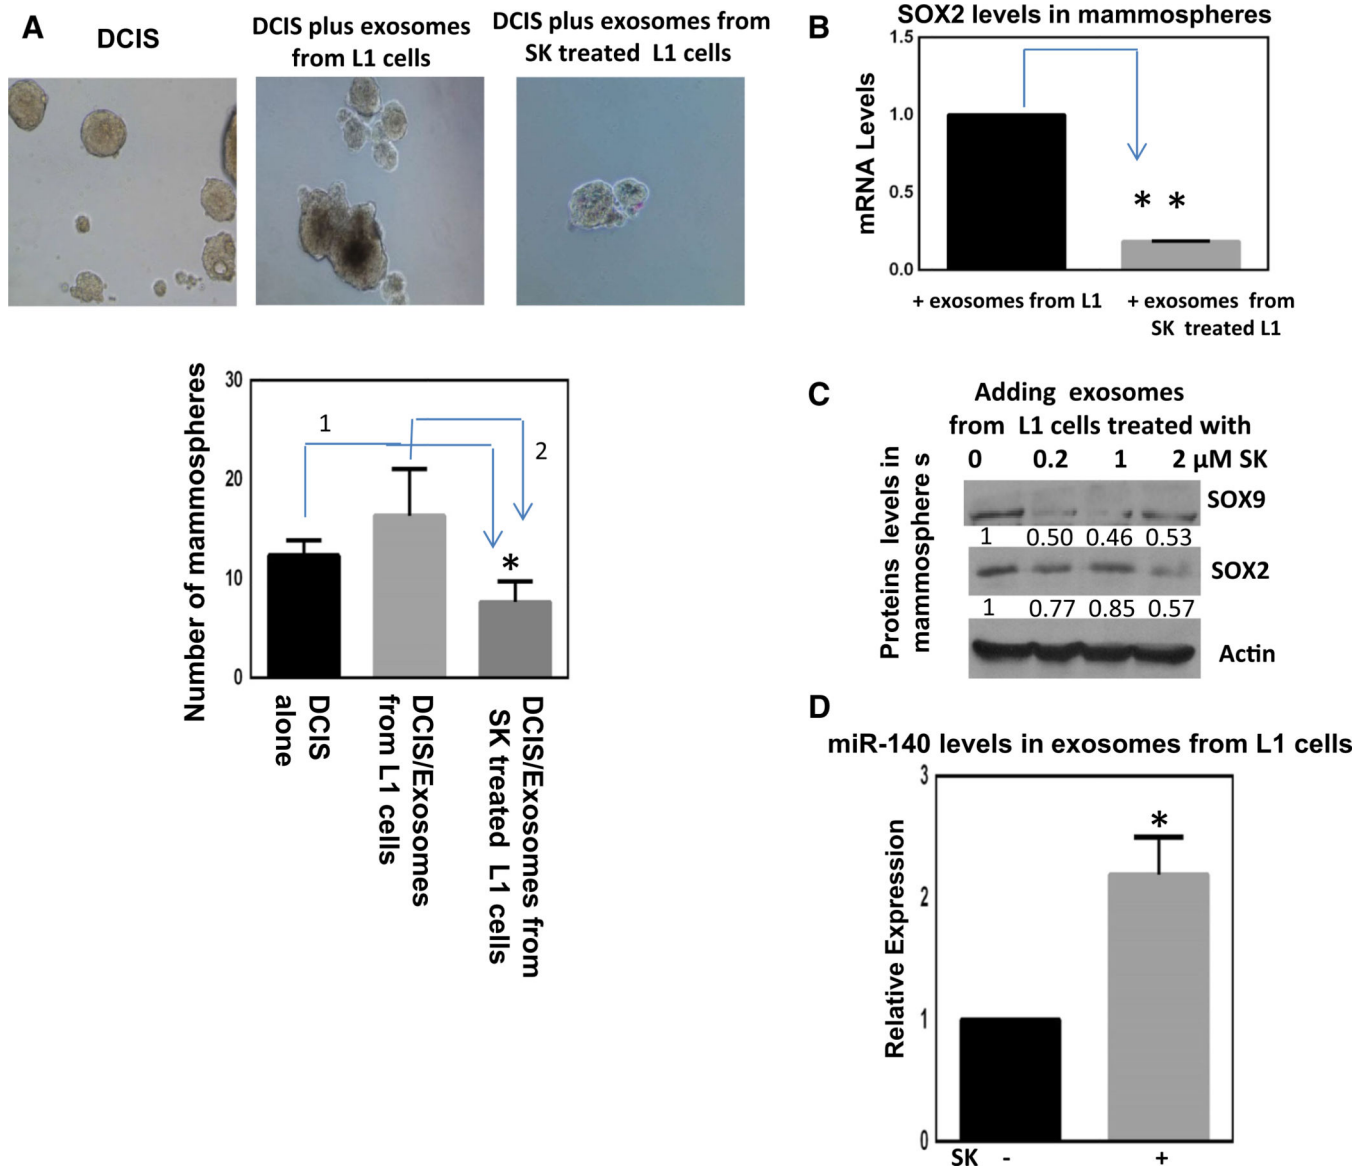 A
DCIS
DCIS plus exosomes
from L1 cells
DCIS plus exosomes from
SK treated L1 cells
Number of mammospheres
30
20
10
0
1
2
*
DCIS
alone
DCIS/Exosomes
from L1 cells
DCIS/Exosomes from
SK treated L1 cells
B
SOX2 levels in mammospheres
mRNA Levels
1.5
1.0
0.5
0.0
* *
+ exosomes from L1
+ exosomes from
SK treated L1
C
Adding exosomes
from L1 cells treated with
0 0.2 1 2 µM SK
Proteins levels in
mammosphere s
SOX9
1 0.50 0.46 0.53
SOX2
1 0.77 0.85 0.57
Actin
D
miR-140 levels in exosomes from L1 cells
Relative Expression
3
2
1
0
*
SK - +